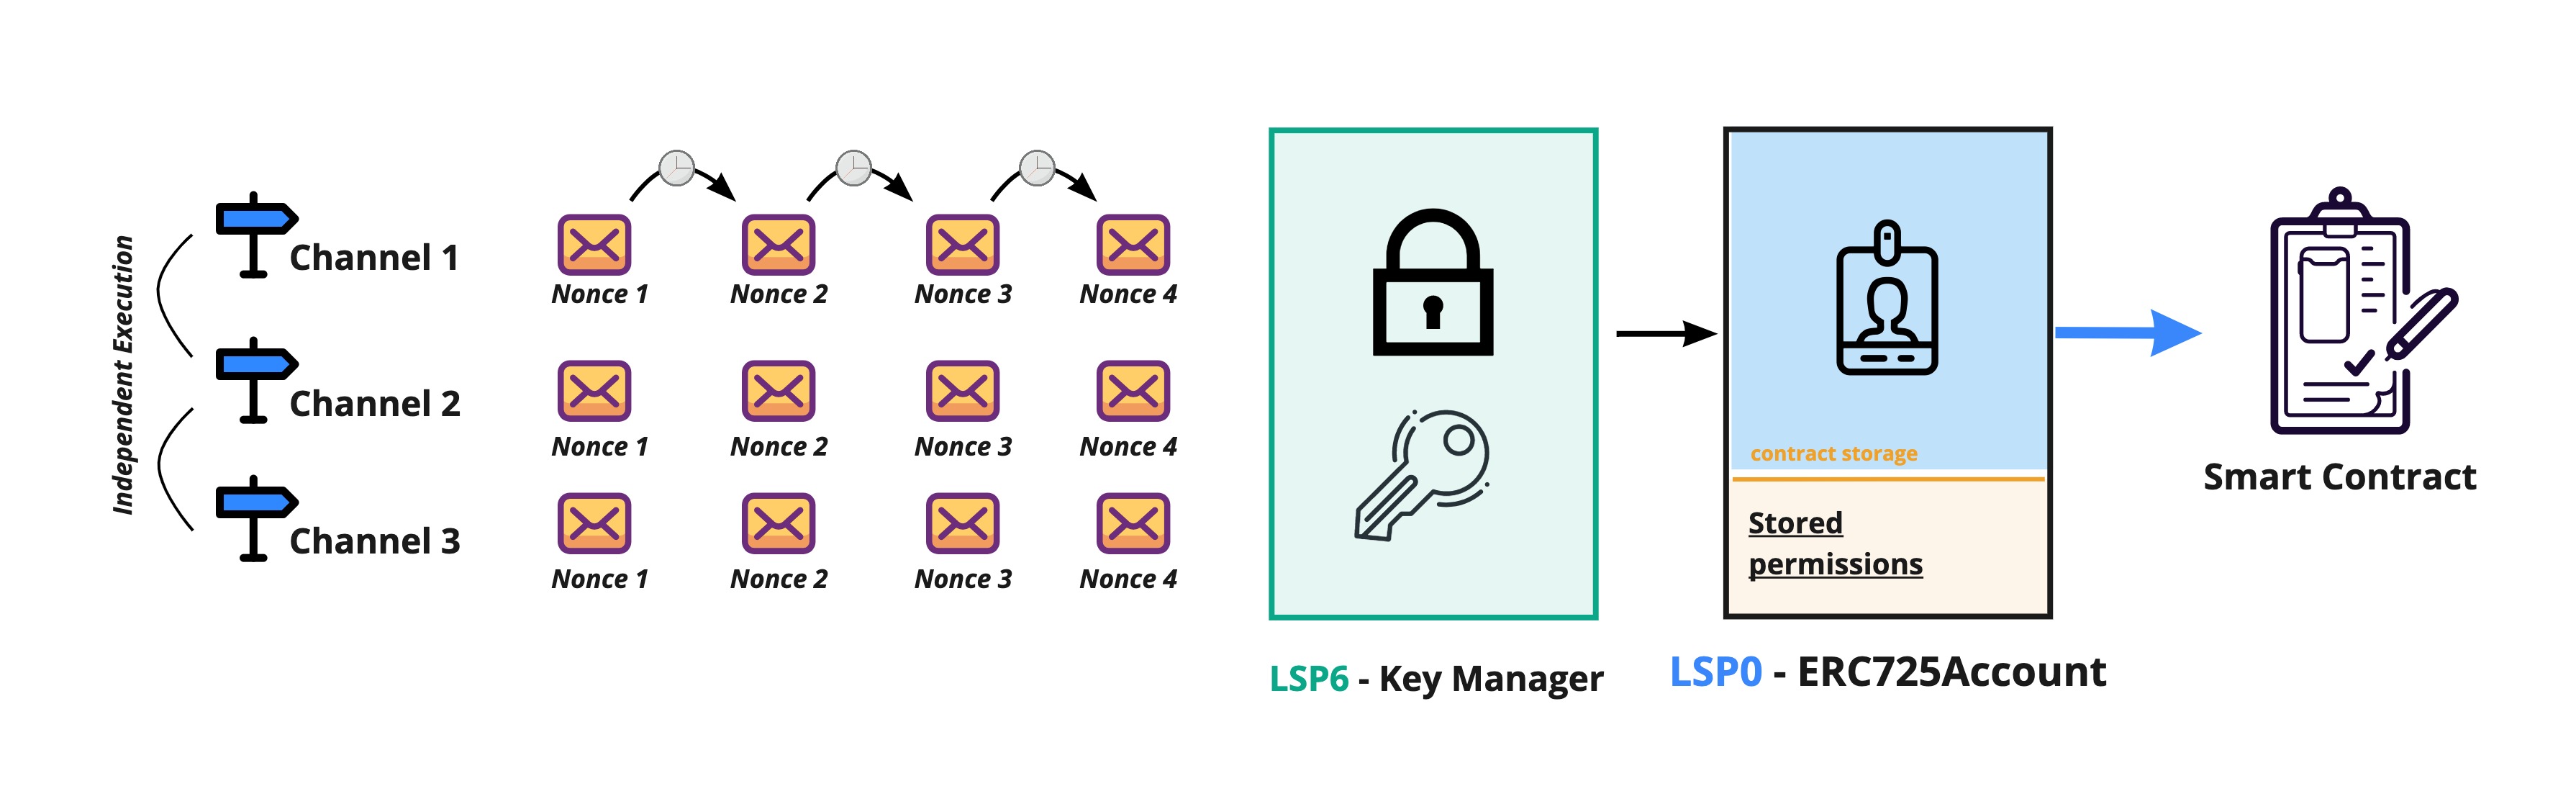 Independent Execution
Channel 1
Nonce 1
Nonce 2
Nonce 3
Nonce 4
Channel 2
Nonce 1
Nonce 2
Nonce 3
Nonce 4
Channel 3
Nonce 1
Nonce 2
Nonce 3
Nonce 4
LSP6 - Key Manager
contract storage
Stored
permissions
LSP0 - ERC725Account
Smart Contract